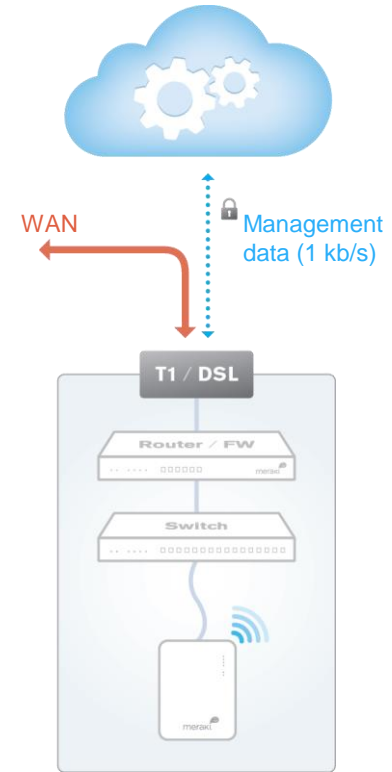 WAN
Management
data (1 kb/s)
T1 / DSL
Router / FW
meraki
Switch
meraki